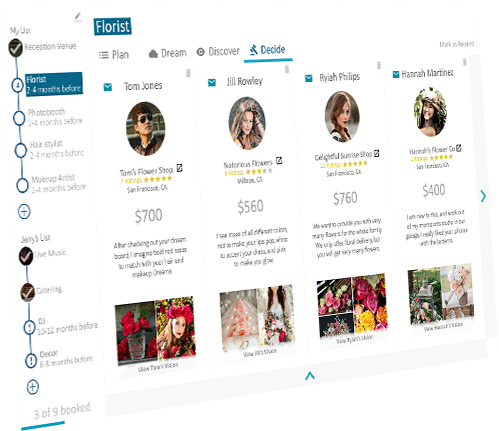 Florist
My List
Reception Venue
4
Florist
2-4 months before
Photobooth
2-4 months before
Hair stylist
2-4 months before
Makeup Artist
2-4 months before
Jerry's List
Live Music
Catering
DJ
10-12 months before
Decor
6-8 months before
3 of 9 booked
Plan
Dream
Discover
Decide
Mark as Booked
Tom Jones
Tom's Flower Shop
Ratings
San Francisco, CA
$700
After checking out your dream
board, I imagine bold red roses
to match with your hair and
makeup Dreams.
View Tom's Vision
Jill Rowley
Notorious Flowers
Ratings
Millbrae, CA
$560
I see roses of all different colors,
red to make your lips pop, white
to accent your dress, and pink
to make you glow.
View Jill's Vision
Ryiah Philips
Delightful Sunrise Shop
Ratings
San Francisco, CA
$760
We want to provide you with very
many flowers for the whole family.
We only offer floral delivery, but
you will get very many flowers.
View Ryiah's Vision
Hannah Martinez
Hannah's Flower Co
2 Ratings
San Francisco, CA
$400
I am new to this, and work out
of my mom's arts studio in our
garage. I really liked your photos
with the lanterns.
View Hannah's Vision